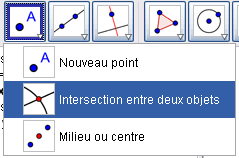 A
A
Nouveau point
Intersection entre deux objets
Milieu ou centre